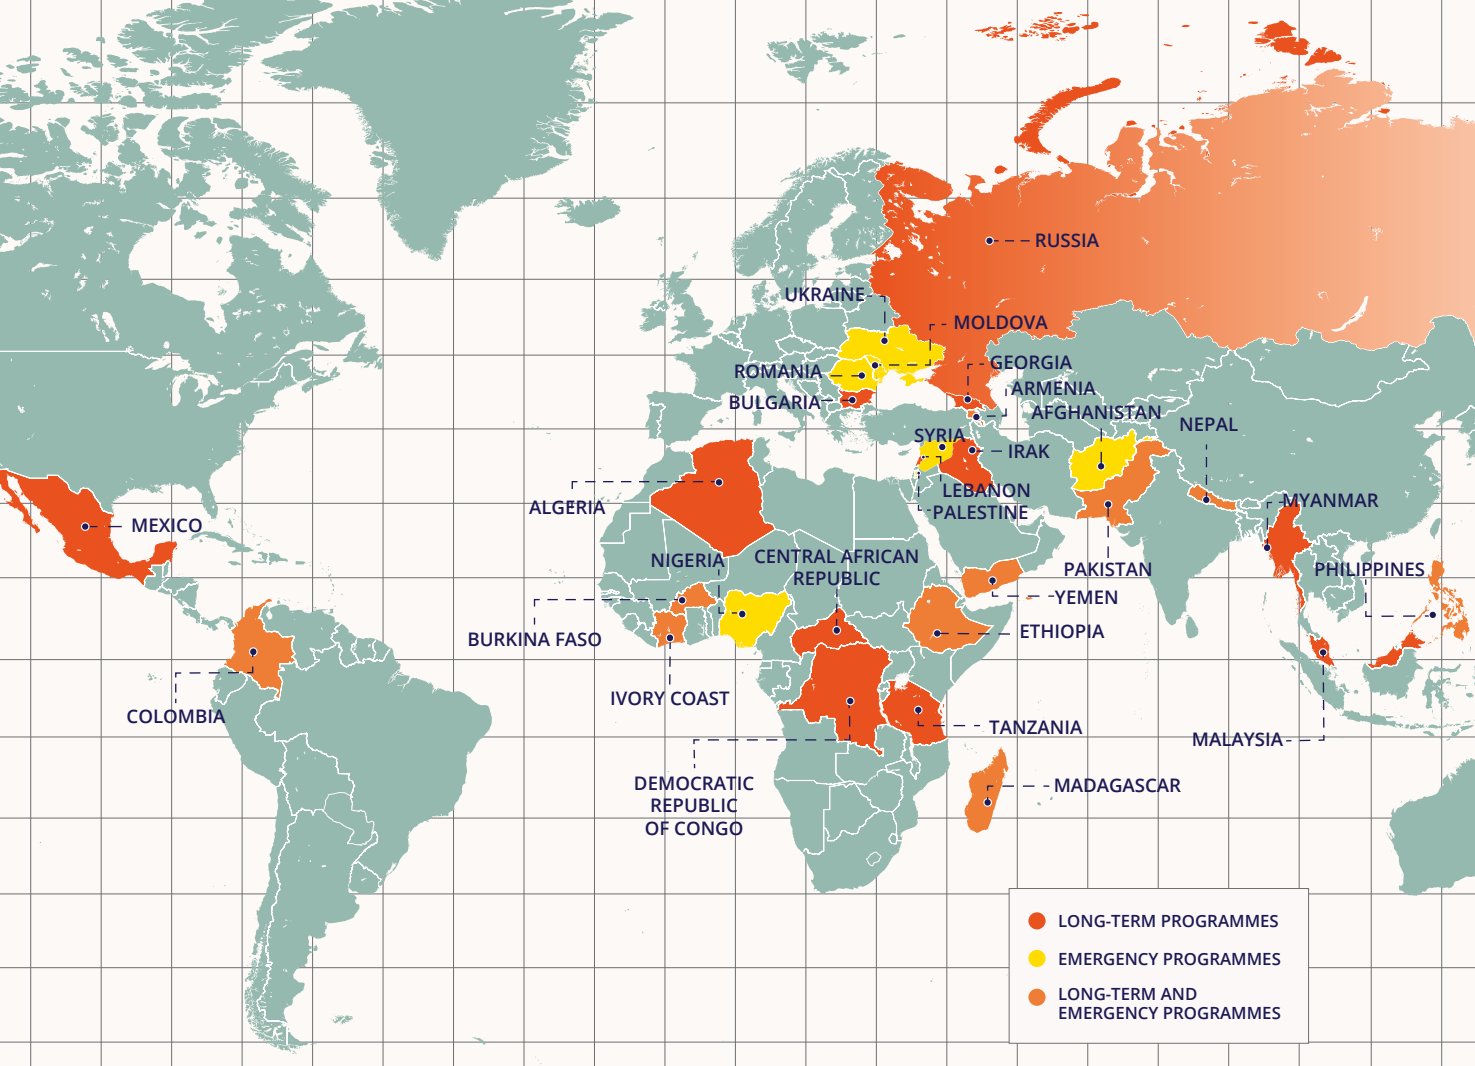 RUSSIA
UKRAINE
MOLDOVA
GEORGIA
ROMANIA
ARMENIA
BULGARIA
AFGHANISTAN
NEPAL
SYRIA
IRAK
LEBANON
MYANMAR
ALGERIA
PALESTINE
MEXICO
NIGERIA
CENTRAL AFRICAN
REPUBLIC
PAKISTAN
PHILIPPINES
YEMEN
BURKINA FASO
ETHIOPIA
IVORY COAST
COLOMBIA
TANZANIA
MALAYSIA
DEMOCRATIC
REPUBLIC
OF CONGO
MADAGASCAR
LONG-TERM PROGRAMMES
EMERGENCY PROGRAMMES
LONG-TERM AND
EMERGENCY PROGRAMMES